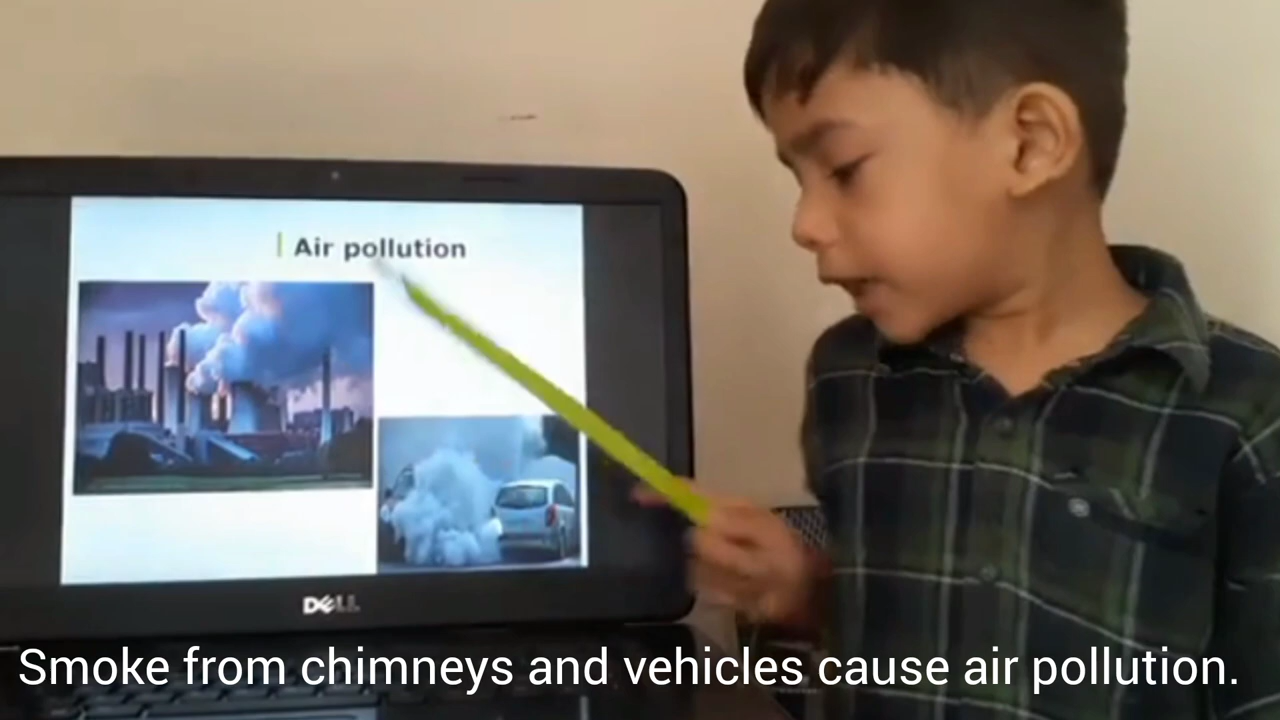 Air pollution
DELL
Smoke from chimneys and vehicles cause air pollution.